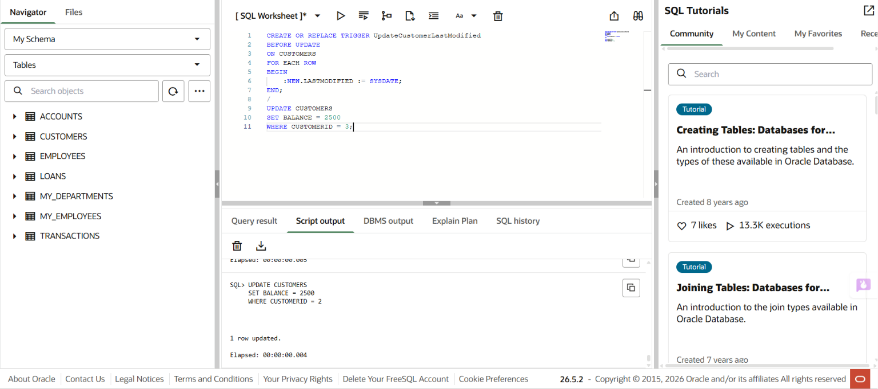 Navigator
Files
My Schema
Tables
Search objects
ACCOUNTS
CUSTOMERS
EMPLOYEES
LOANS
MY_DEPARTMENTS
MY_EMPLOYEES
TRANSACTIONS
[ SQL Worksheet ]*
Aa
1 CREATE OR REPLACE TRIGGER UpdateCustomerLastModified
2 BEFORE UPDATE
3 ON CUSTOMERS
4 FOR EACH ROW
5 BEGIN
6 :NEW.LASTMODIFIED := SYSDATE;
7 END;
8 /
9 UPDATE CUSTOMERS
10 SET BALANCE = 2500
11 WHERE CUSTOMERID = 3;
Query result
Script output
DBMS output
Explain Plan
SQL history
Elapsed: 00:00:00.005
SQL> UPDATE CUSTOMERS
SET BALANCE = 2500
WHERE CUSTOMERID = 2
1 row updated.
Elapsed: 00:00:00.004
SQL Tutorials
Community
My Content
My Favorites
Rece
Search
Tutorial
Creating Tables: Databases for...
An introduction to creating tables and the
types of these available in Oracle Database.
Created 8 years ago
7 likes
13.3K executions
Tutorial
Joining Tables: Databases for...
An introduction to the join types available in
Oracle Database.
Created 7 years ago
About Oracle
Contact Us
Legal Notices
Terms and Conditions
Your Privacy Rights
Delete Your FreeSQL Account
Cookie Preferences
26.5.2 - Copyright © 2015, 2026 Oracle and/or its affiliates All rights reserved